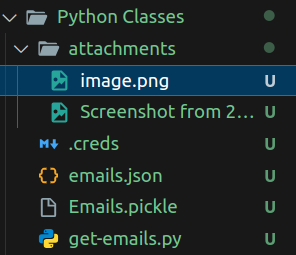 Python Classes
attachments
image.png U
Screenshot from 2... U
.creds U
emails.json U
Emails.pickle U
get-emails.py U